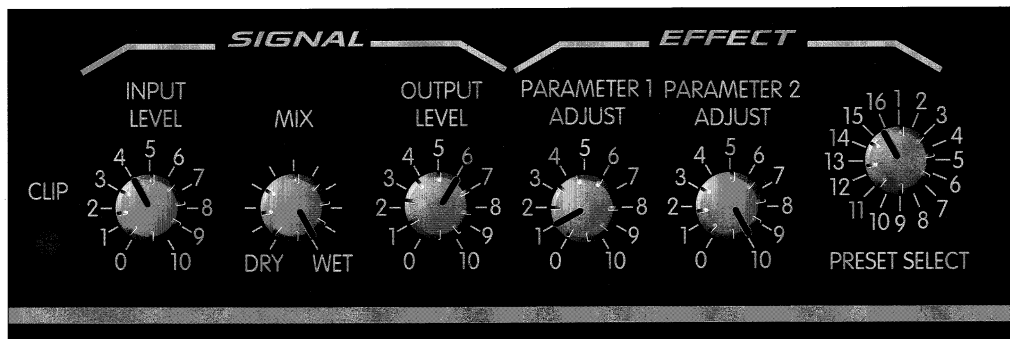 SIGNAL
EFFECT
INPUT
LEVEL
MIX
OUTPUT
LEVEL
PARAMETER 1
ADJUST
PARAMETER 2
ADJUST
CLIP
0 1 2 3 4 5 6 7 8 9 10
DRY WET
0 1 2 3 4 5 6 7 8 9 10
0 1 2 3 4 5 6 7 8 9 10
0 1 2 3 4 5 6 7 8 9 10
1 2 3 4 5 6 7 8 9 10 11 12 13 14 15 16
PRESET SELECT